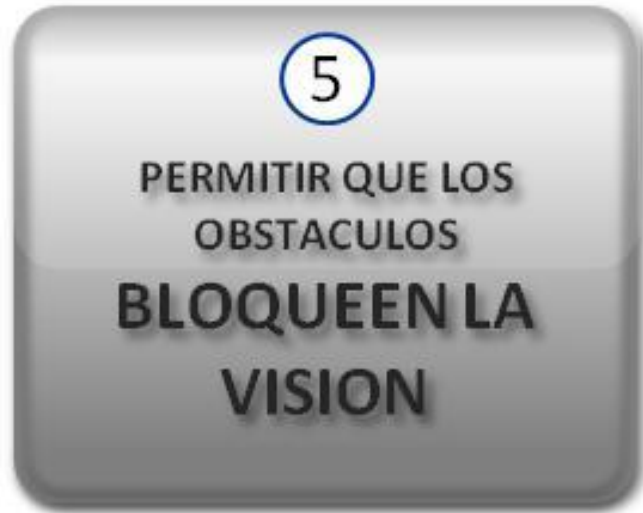 5
PERMITIR QUE LOS
OBSTACULOS
BLOQUEEN LA
VISION